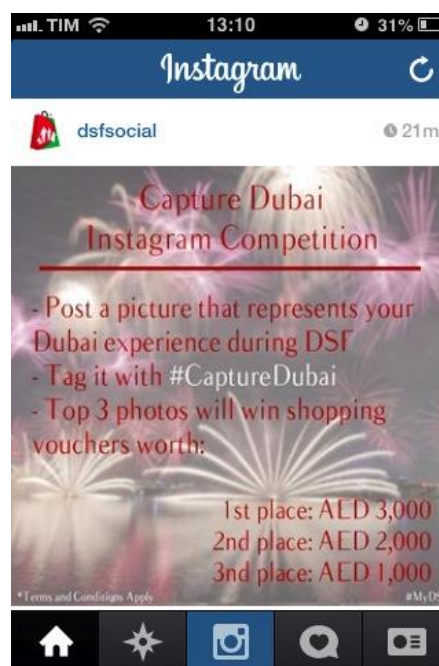 TIM 13:10 31%
Instagram
dsfsocial 21m
Capture Dubai
Instagram Competition
- Post a picture that represents your
Dubai experience during DSF
- Tag it with #CaptureDubai
- Top 3 photos will win shopping
vouchers worth:
1st place: AED 3,000
2nd place: AED 2,000
3nd place: AED 1,000
*Terms and Conditions Apply #MyDS